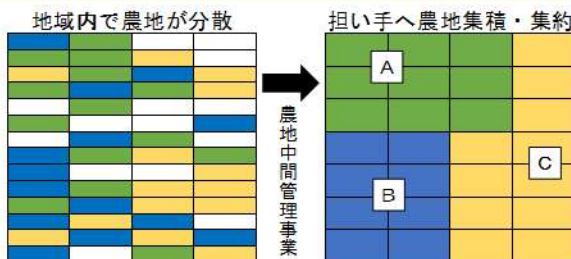 地域内で農地が分散
担い手へ農地集積・集約
農地中間管理事業
A
B
C